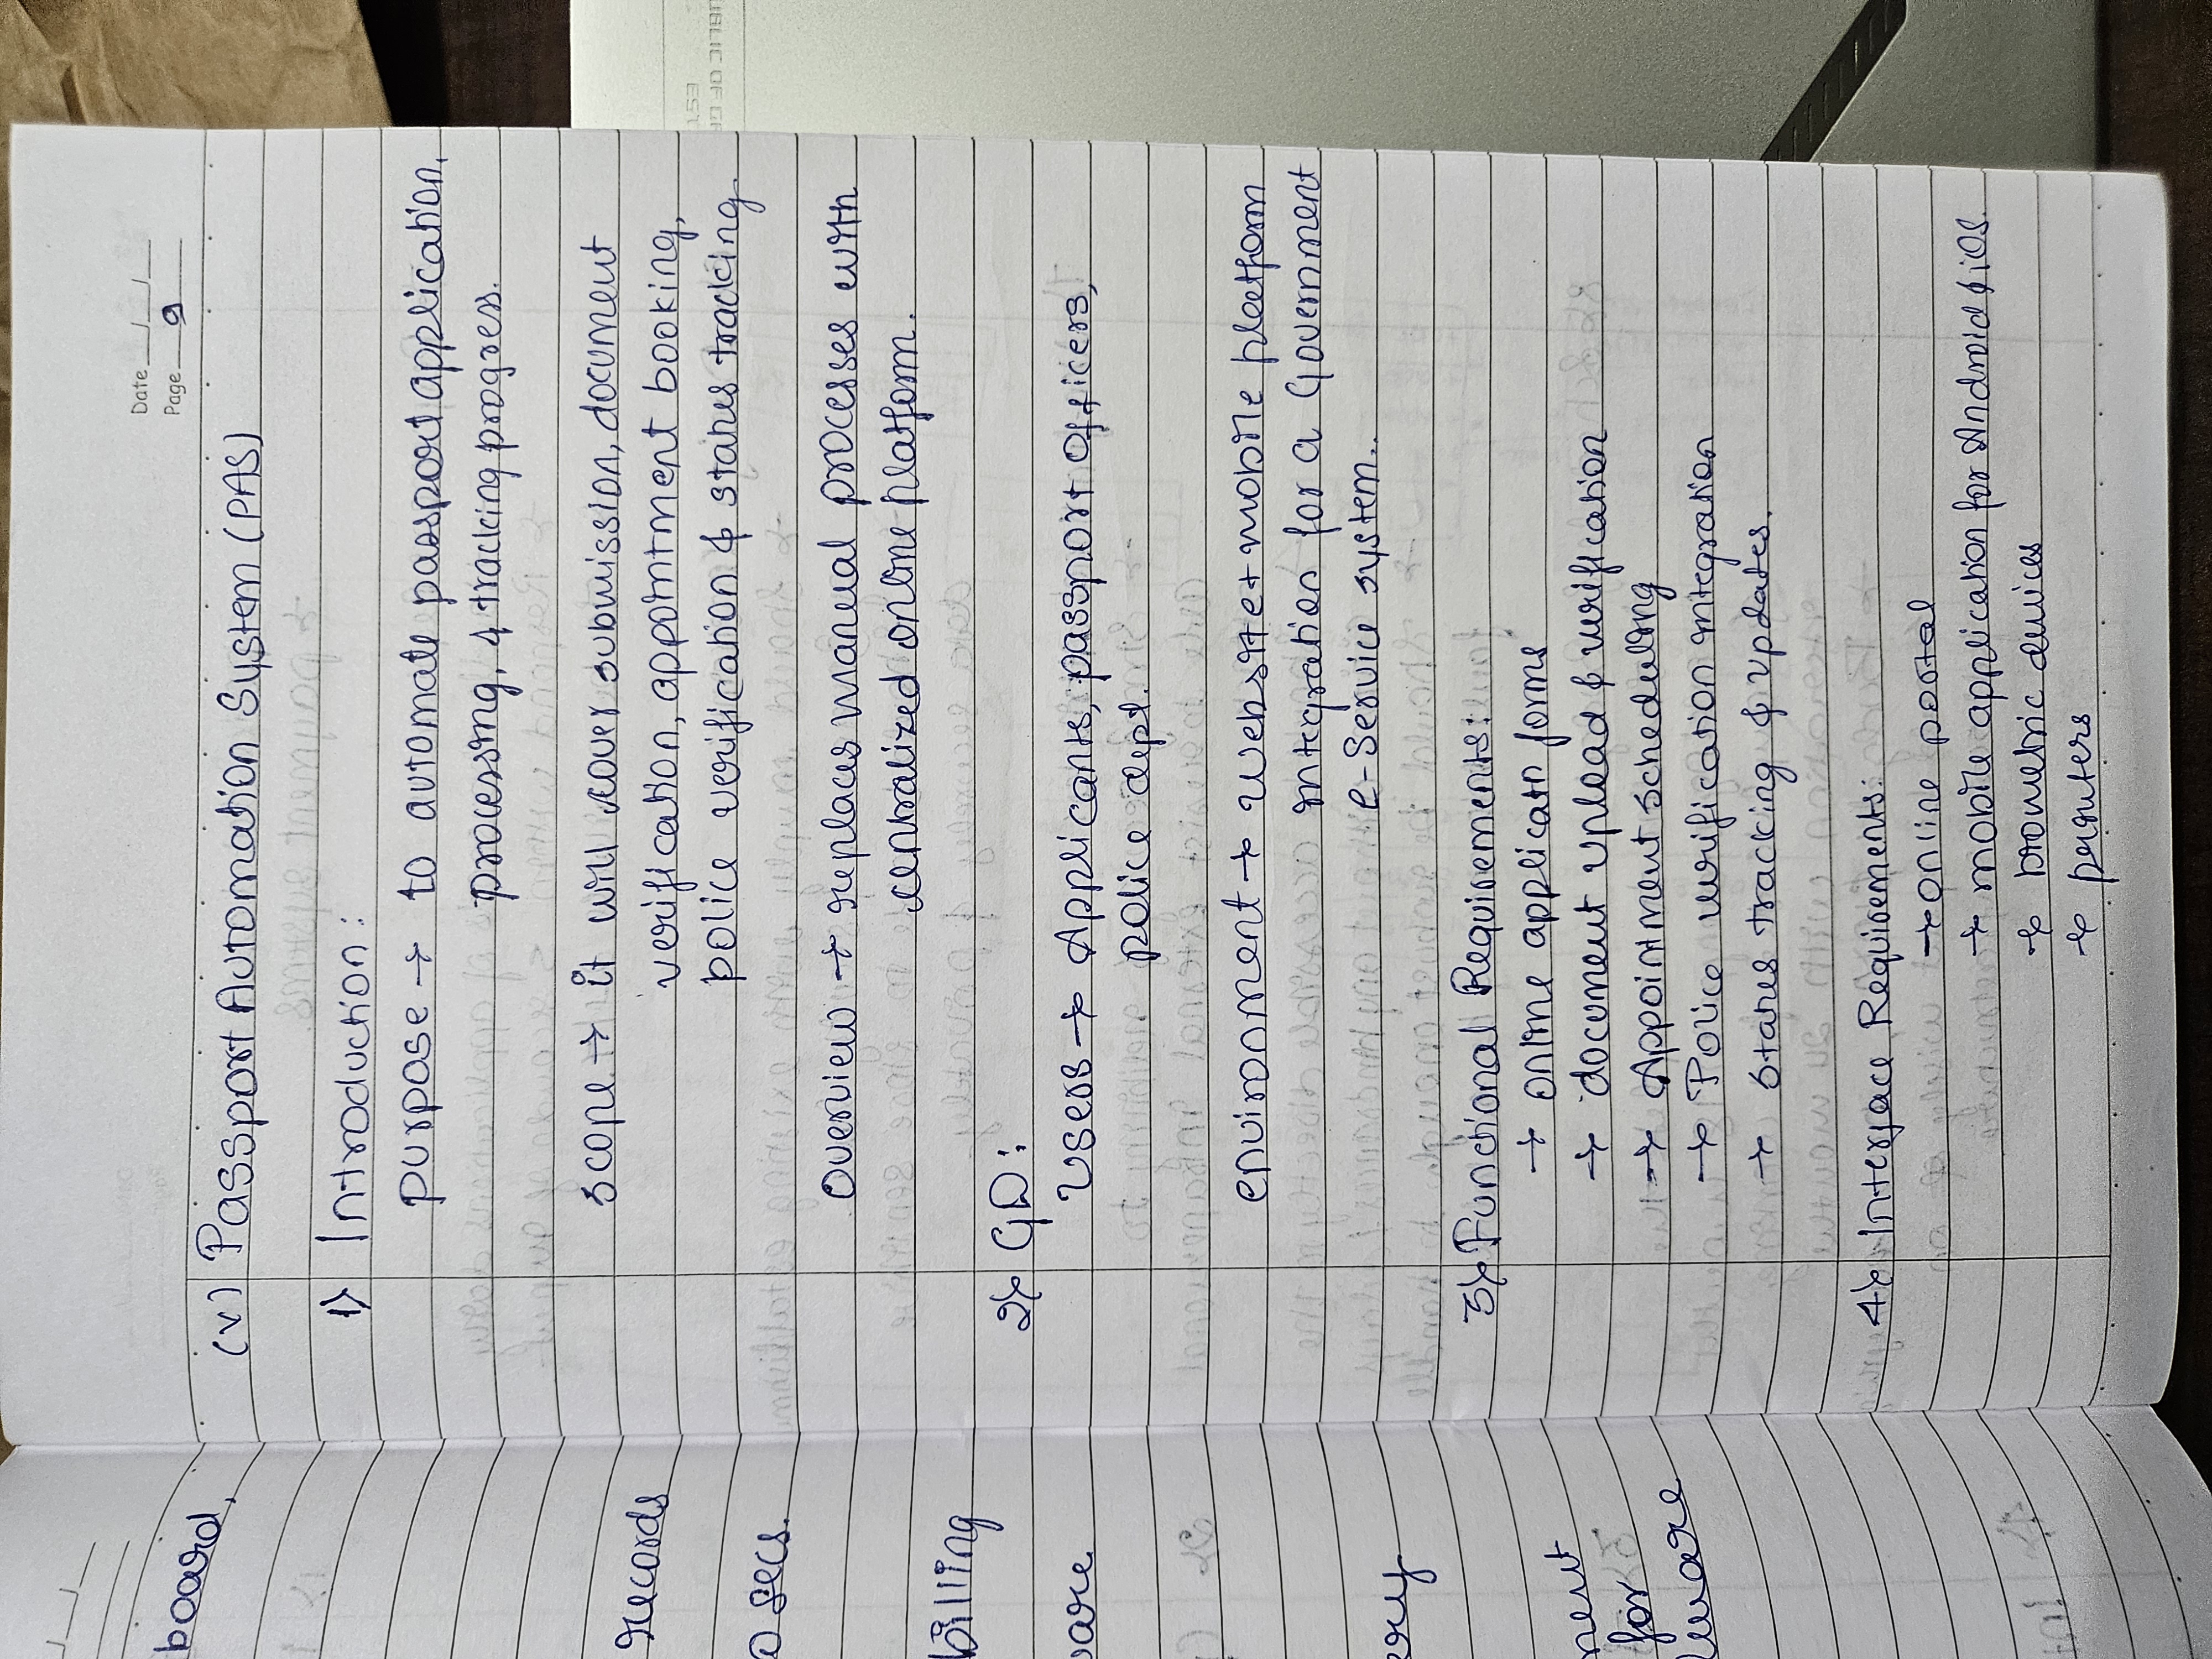 board,
records
0 secs.
billing
ware
ery
ment
for
ware
Date __/__/__
Page 9
(v) Passport Automation System (PAS)
1) Introduction:
purpose → to automate passport application,
processing, & tracking progress.
scope → it will cover submission, document
verification, appointment booking,
police verification & status tracking.
overview → replaces manual processes with
centralized online platform.
2) GD:
Users → Applicants, passport officers,
police dept.
environment → website + mobile platform
integration for a Government
e-Service system.
3) Functional Requirements:
→ online applicatn forms
→ document upload & verification
→ Appointment scheduling
→ Police verification integration
→ Status tracking & updates.
4) Interface Requirements:
→ online portal
→ mobile application for Android & iOS.
→ biometric devices
→ printers